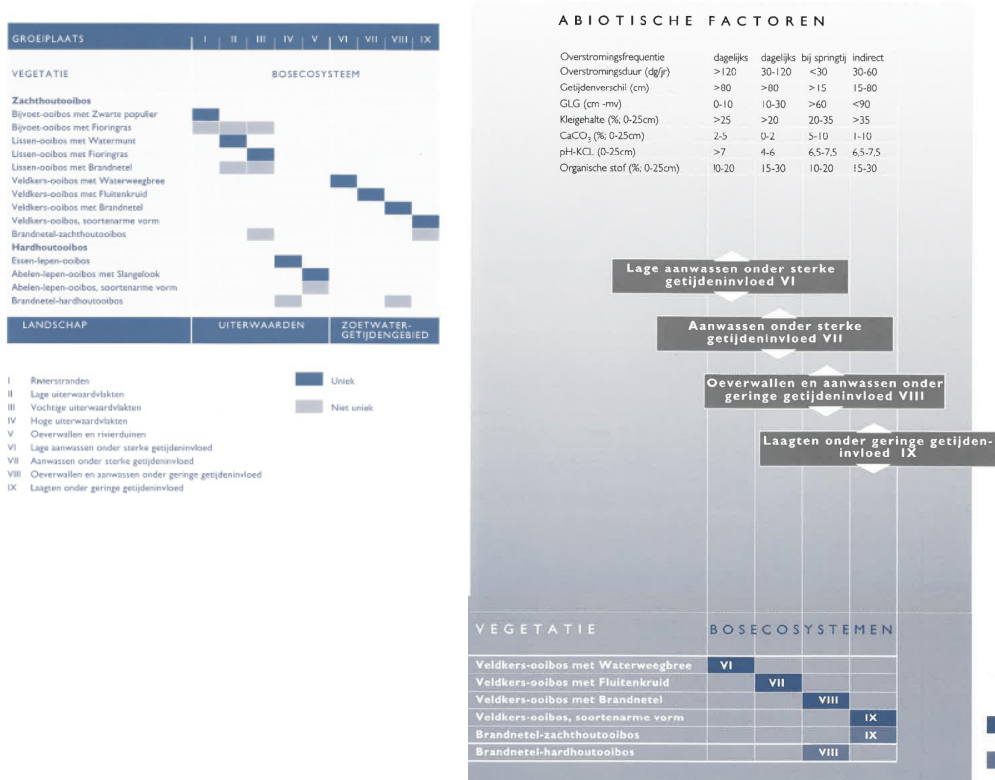 GROEIPLAATS I II III IV V VI VII VIII IX
VEGETATIE BOSECOSYSTEEM
Zachthoutooibos
Bijvoet-ooibos met Zwarte populier
Bijvoet-ooibos met Fioringras
Lissen-ooibos met Watermunt
Lissen-ooibos met Fioringras
Lissen-ooibos met Brandnetel
Veldkers-ooibos met Waterweegbree
Veldkers-ooibos met Fluitenkruid
Veldkers-ooibos met Brandnetel
Veldkers-ooibos, soortenarme vorm
Brandnetel-zachthoutooibos
Hardhoutooibos
Essen-Iepen-ooibos
Abelen-Iepen-ooibos met Slangelook
Abelen-Iepen-ooibos, soortenarme vorm
Brandnetel-hardhoutooibos
LANDSCHAP UITERWAARDEN ZOETWATER-
GETIJDENGEBIED
I Rivierstranden
II Lage uiterwaardvlakten
III Vochtige uiterwaardvlakten
IV Hoge uiterwaardvlakten
V Oeverwallen en rivierduinen
VI Lage aanwassen onder sterke getijdeninvloed
VII Aanwassen onder sterke getijdeninvloed
VIII Oeverwallen en aanwassen onder geringe getijdeninvloed
IX Laagten onder geringe getijdeninvloed
Uniek
Niet uniek
ABIOTISCHE FACTOREN
Overstromingsfrequentie dagelijks dagelijks bij springtij indirect
Overstromingsduur (dg/jr) >120 30-120 <30 30-60
Getijdenverschil (cm) >80 >80 >15 15-80
GLG (cm -mv) 0-10 10-30 >60 <90
Kleigehalte (%; 0-25cm) >25 >20 20-35 >35
CaCO₃ (%; 0-25cm) 2-5 0-2 5-10 1-10
pH-KCL (0-25cm) >7 4-6 6,5-7,5 6,5-7,5
Organische stof (%; 0-25cm) 10-20 15-30 10-20 15-30
Lage aanwassen onder sterke
getijdeninvloed VI
Aanwassen onder sterke
getijdeninvloed VII
Oeverwallen en aanwassen onder
geringe getijdeninvloed VIII
Laagten onder geringe getijden-
invloed IX
VEGETATIE BOSECOSYSTEMEN
Veldkers-ooibos met Waterweegbree VI
Veldkers-ooibos met Fluitenkruid VII
Veldkers-ooibos met Brandnetel VIII
Veldkers-ooibos, soortenarme vorm IX
Brandnetel-zachthoutooibos IX
Brandnetel-hardhoutooibos VIII